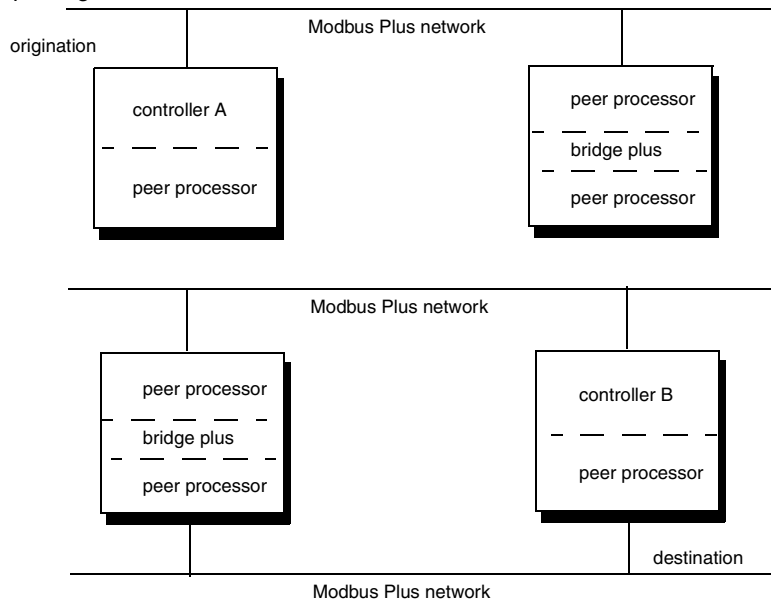 Modbus Plus network
origination
controller A
peer processor
peer processor
bridge plus
peer processor
Modbus Plus network
peer processor
bridge plus
peer processor
controller B
peer processor
destination
Modbus Plus network